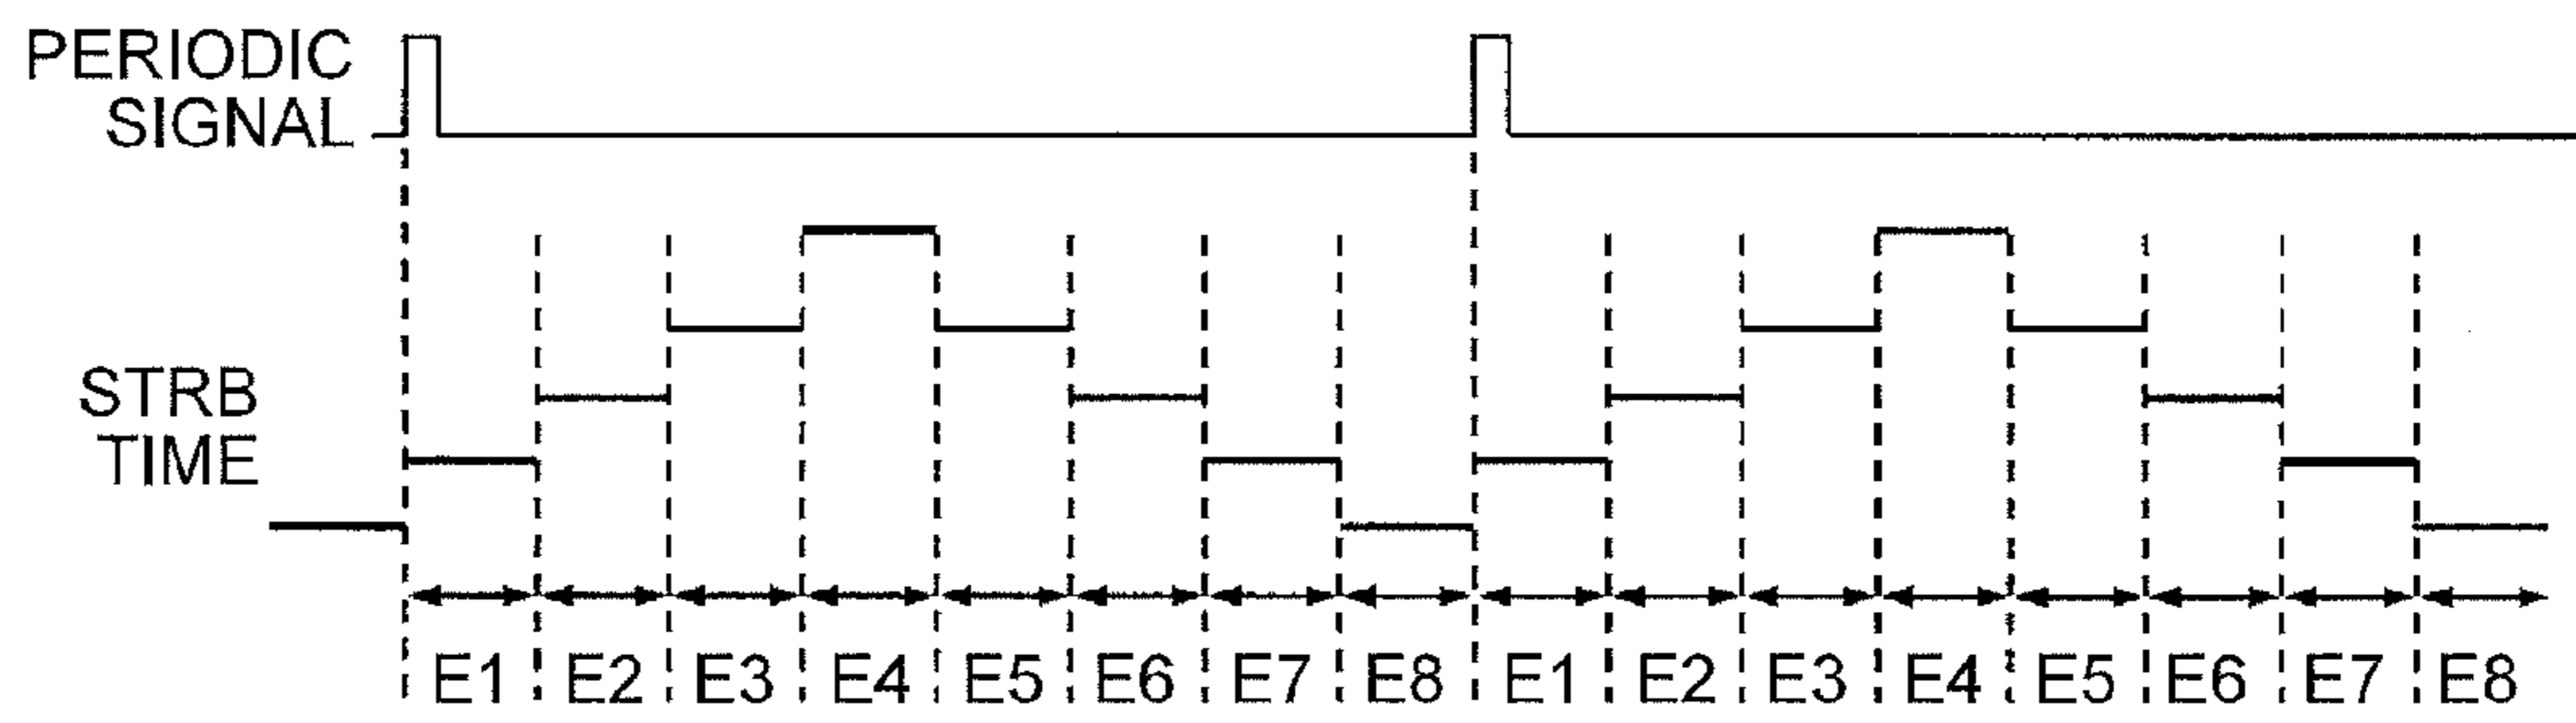 PERIODIC
SIGNAL
STRB
TIME
E1 E2 E3 E4 E5 E6 E7 E8 E1 E2 E3 E4 E5 E6 E7 E8